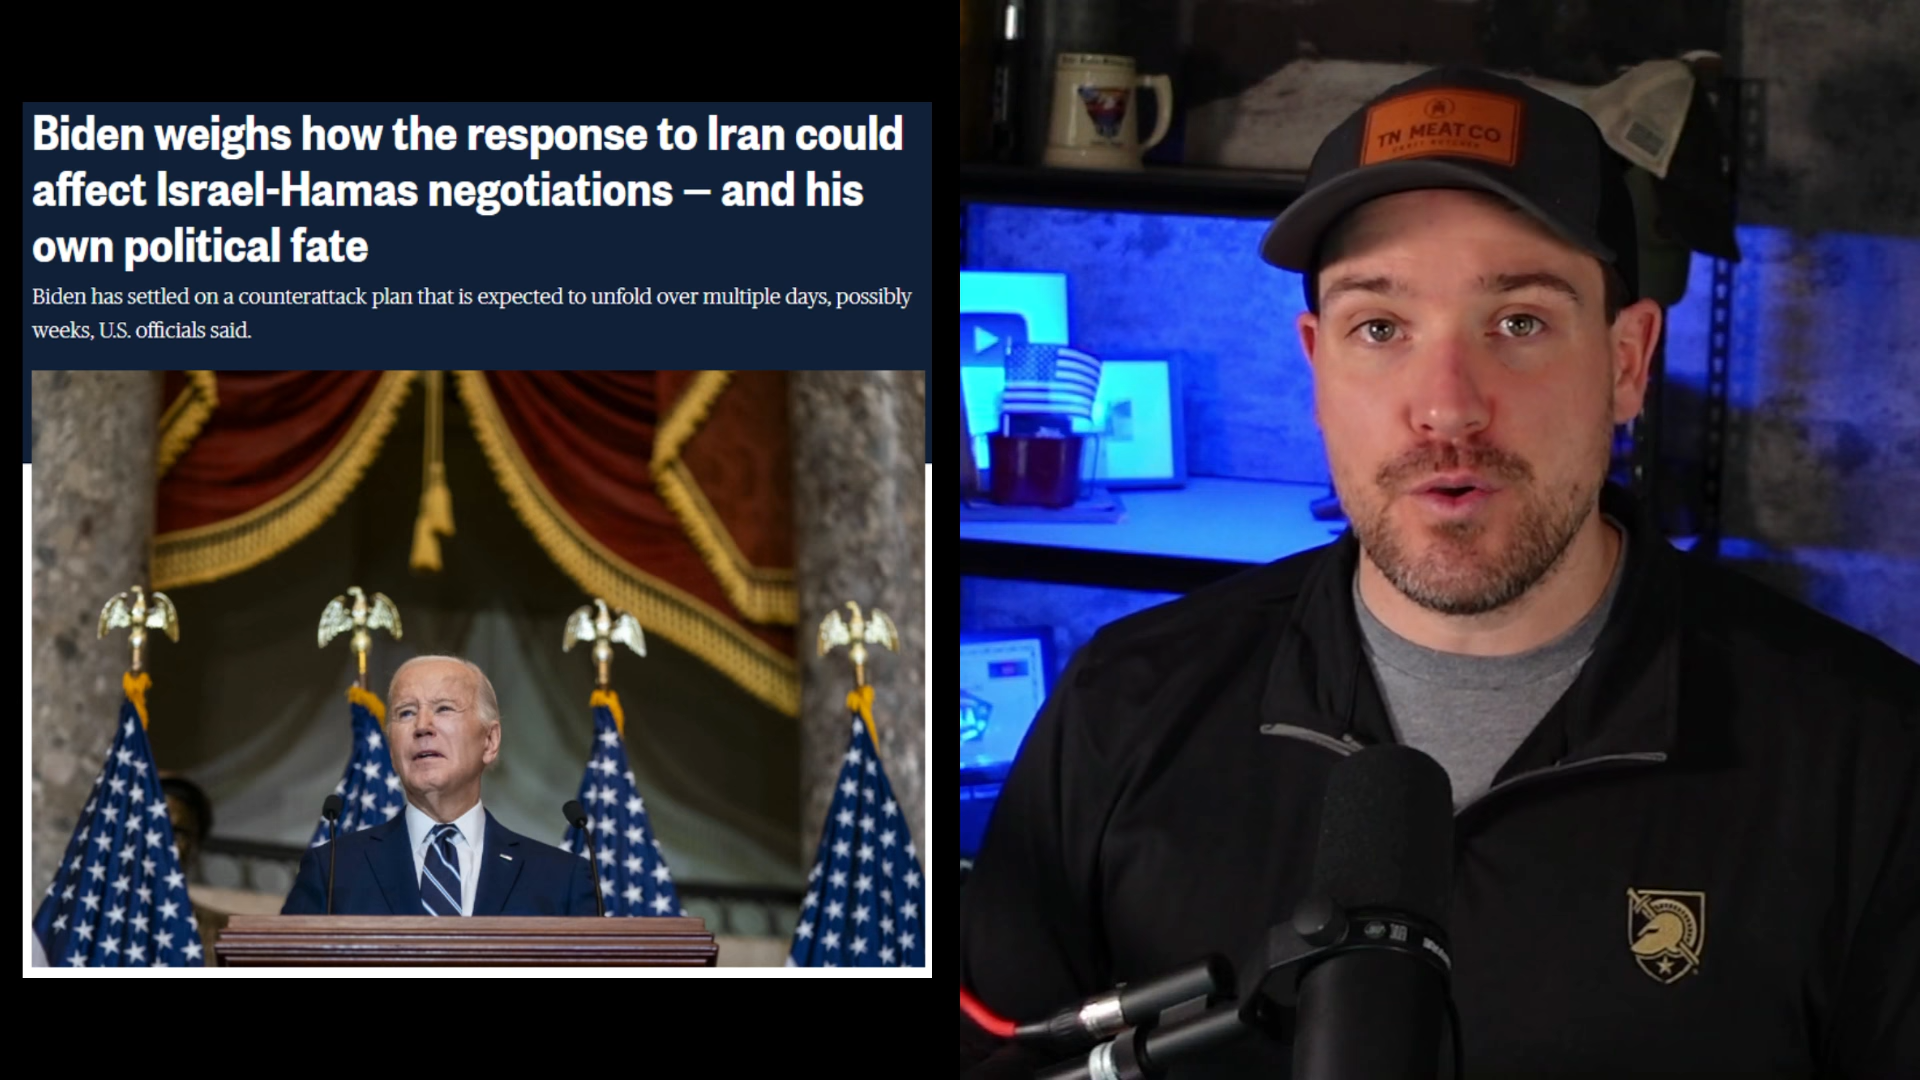 Biden weighs how the response to Iran could
affect Israel-Hamas negotiations — and his
own political fate
Biden has settled on a counterattack plan that is expected to unfold over multiple days, possibly
weeks, U.S. officials said.
TN MEAT CO